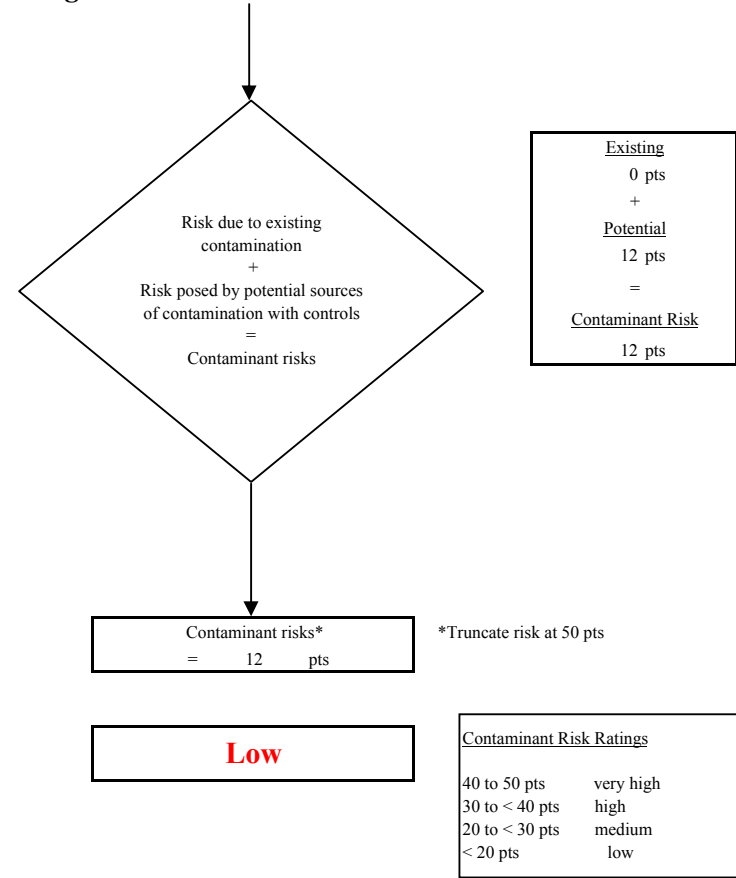 Risk due to existing
contamination
+
Risk posed by potential sources
of contamination with controls
=
Contaminant risks
Existing
0 pts
+
Potential
12 pts
=
Contaminant Risk
12 pts
Contaminant risks*
= 12 pts
*Truncate risk at 50 pts
Low
Contaminant Risk Ratings
40 to 50 pts very high
30 to < 40 pts high
20 to < 30 pts medium
< 20 pts low